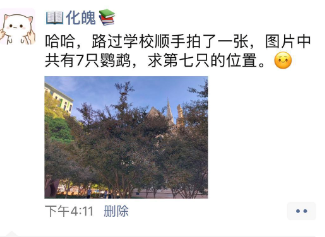 📖化魄📚
哈哈，路过学校顺手拍了一张，图片中
共有7只鹦鹉，求第七只的位置。😶
下午4:11 删除